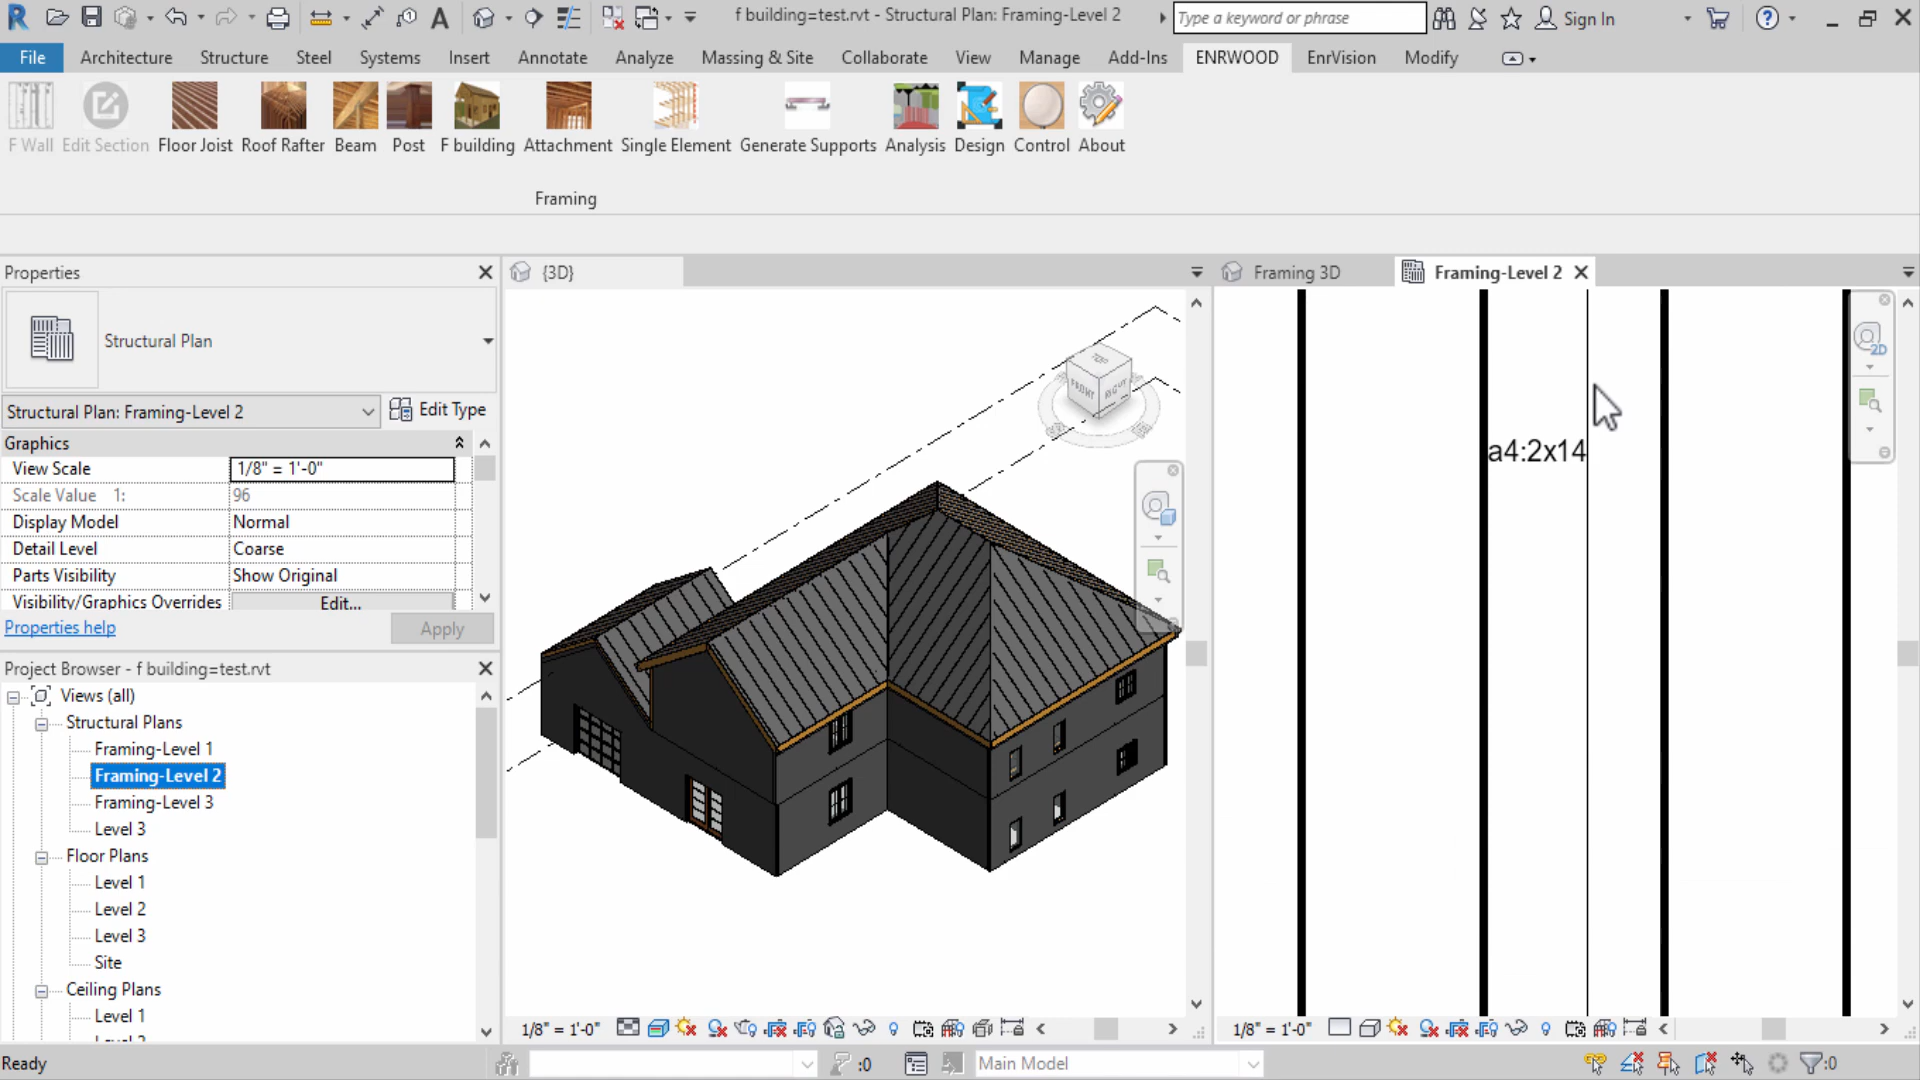 f building=test.rvt - Structural Plan: Framing-Level 2
Type a keyword or phrase
Sign In
File Architecture Structure Steel Systems Insert Annotate Analyze Massing & Site Collaborate View Manage Add-Ins ENRWOOD EnrVision Modify
F Wall Edit Section Floor Joist Roof Rafter Beam Post F building Attachment Single Element Generate Supports Analysis Design Control About
Framing
Properties
Structural Plan
Structural Plan: Framing-Level 2
Edit Type
Graphics
View Scale 1/8" = 1'-0"
Scale Value 1: 96
Display Model Normal
Detail Level Coarse
Parts Visibility Show Original
Visibility/Graphics Overrides Edit...
Properties help
Apply
Project Browser - f building=test.rvt
Views (all)
Structural Plans
Framing-Level 1
Framing-Level 2
Framing-Level 3
Level 3
Floor Plans
Level 1
Level 2
Level 3
Site
Ceiling Plans
Level 1
{3D}
TOP
FRONT
RIGHT
1/8" = 1'-0"
Framing 3D
Framing-Level 2
2D
a4:2x14
1/8" = 1'-0"
Ready
:0
Main Model
:0